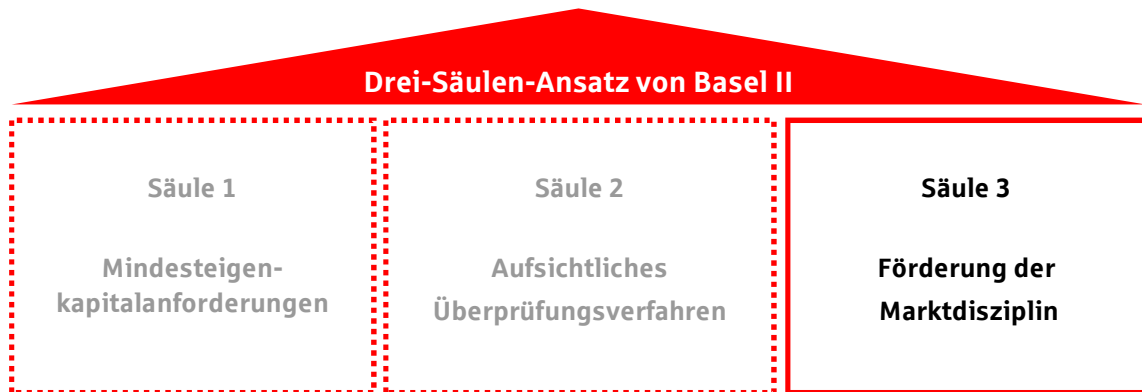 Drei-Säulen-Ansatz von Basel II
Säule 1
Mindesteigen-
kapitalanforderungen
Säule 2
Aufsichtliches
Überprüfungsverfahren
Säule 3
Förderung der
Marktdisziplin